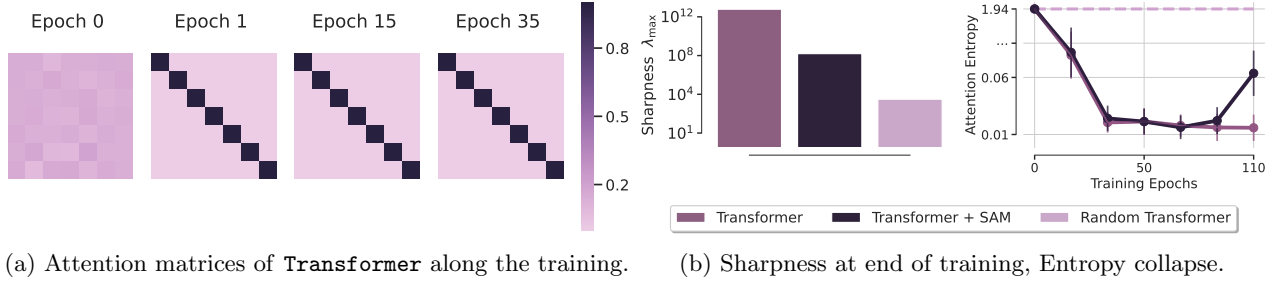 Epoch 0
Epoch 1
Epoch 15
Epoch 35
0.8
0.5
0.2
(a) Attention matrices of Transformer along the training.
Sharpness λmax
10^12
10^8
10^4
10^1
Attention Entropy
1.94
...
0.06
0.01
0
50
110
Training Epochs
Transformer
Transformer + SAM
Random Transformer
(b) Sharpness at end of training, Entropy collapse.